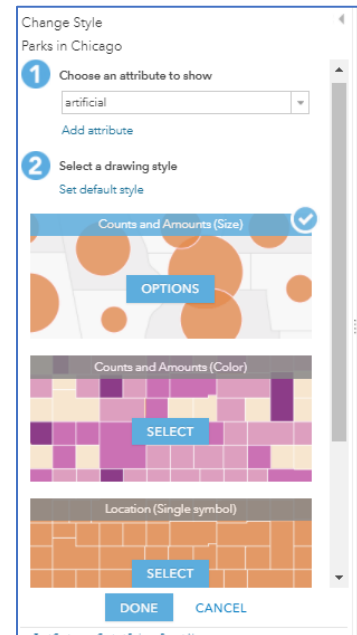 Change Style
Parks in Chicago
1 Choose an attribute to show
artificial
Add attribute
2 Select a drawing style
Set default style
Counts and Amounts (Size)
OPTIONS
Counts and Amounts (Color)
SELECT
Location (Single symbol)
SELECT
DONE CANCEL